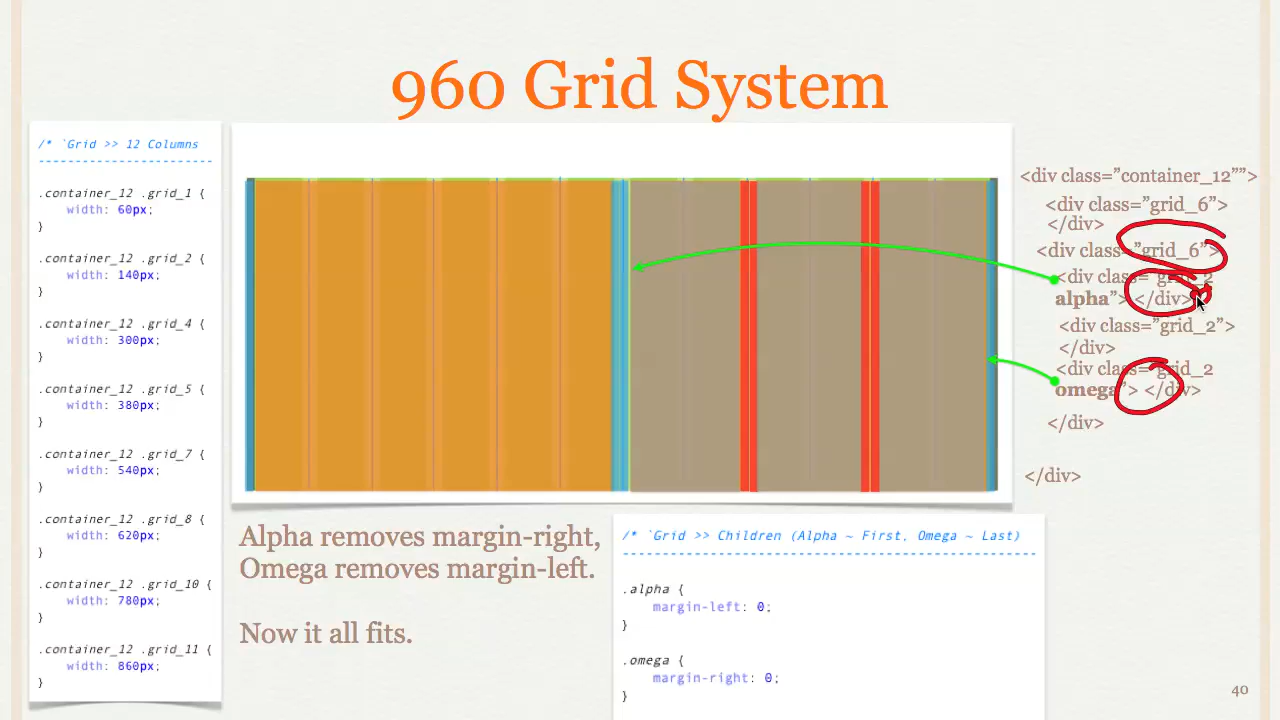 960 Grid System
/* `Grid >> 12 Columns
------------------------
.container_12 .grid_1 {
width: 60px;
}
.container_12 .grid_2 {
width: 140px;
}
.container_12 .grid_4 {
width: 300px;
}
.container_12 .grid_5 {
width: 380px;
}
.container_12 .grid_7 {
width: 540px;
}
.container_12 .grid_8 {
width: 620px;
}
.container_12 .grid_10 {
width: 780px;
}
.container_12 .grid_11 {
width: 860px;
}
<div class="container_12"">
<div class="grid_6">
</div>
<div class="grid_6">
<div class="grid_2
alpha"> </div>
<div class="grid_2">
</div>
<div class="grid_2
omega"> </div>
</div>
</div>
Alpha removes margin-right,
Omega removes margin-left.
Now it all fits.
/* `Grid >> Children (Alpha ~ First, Omega ~ Last)
----------------------------------------------------
.alpha {
margin-left: 0;
}
.omega {
margin-right: 0;
}
40